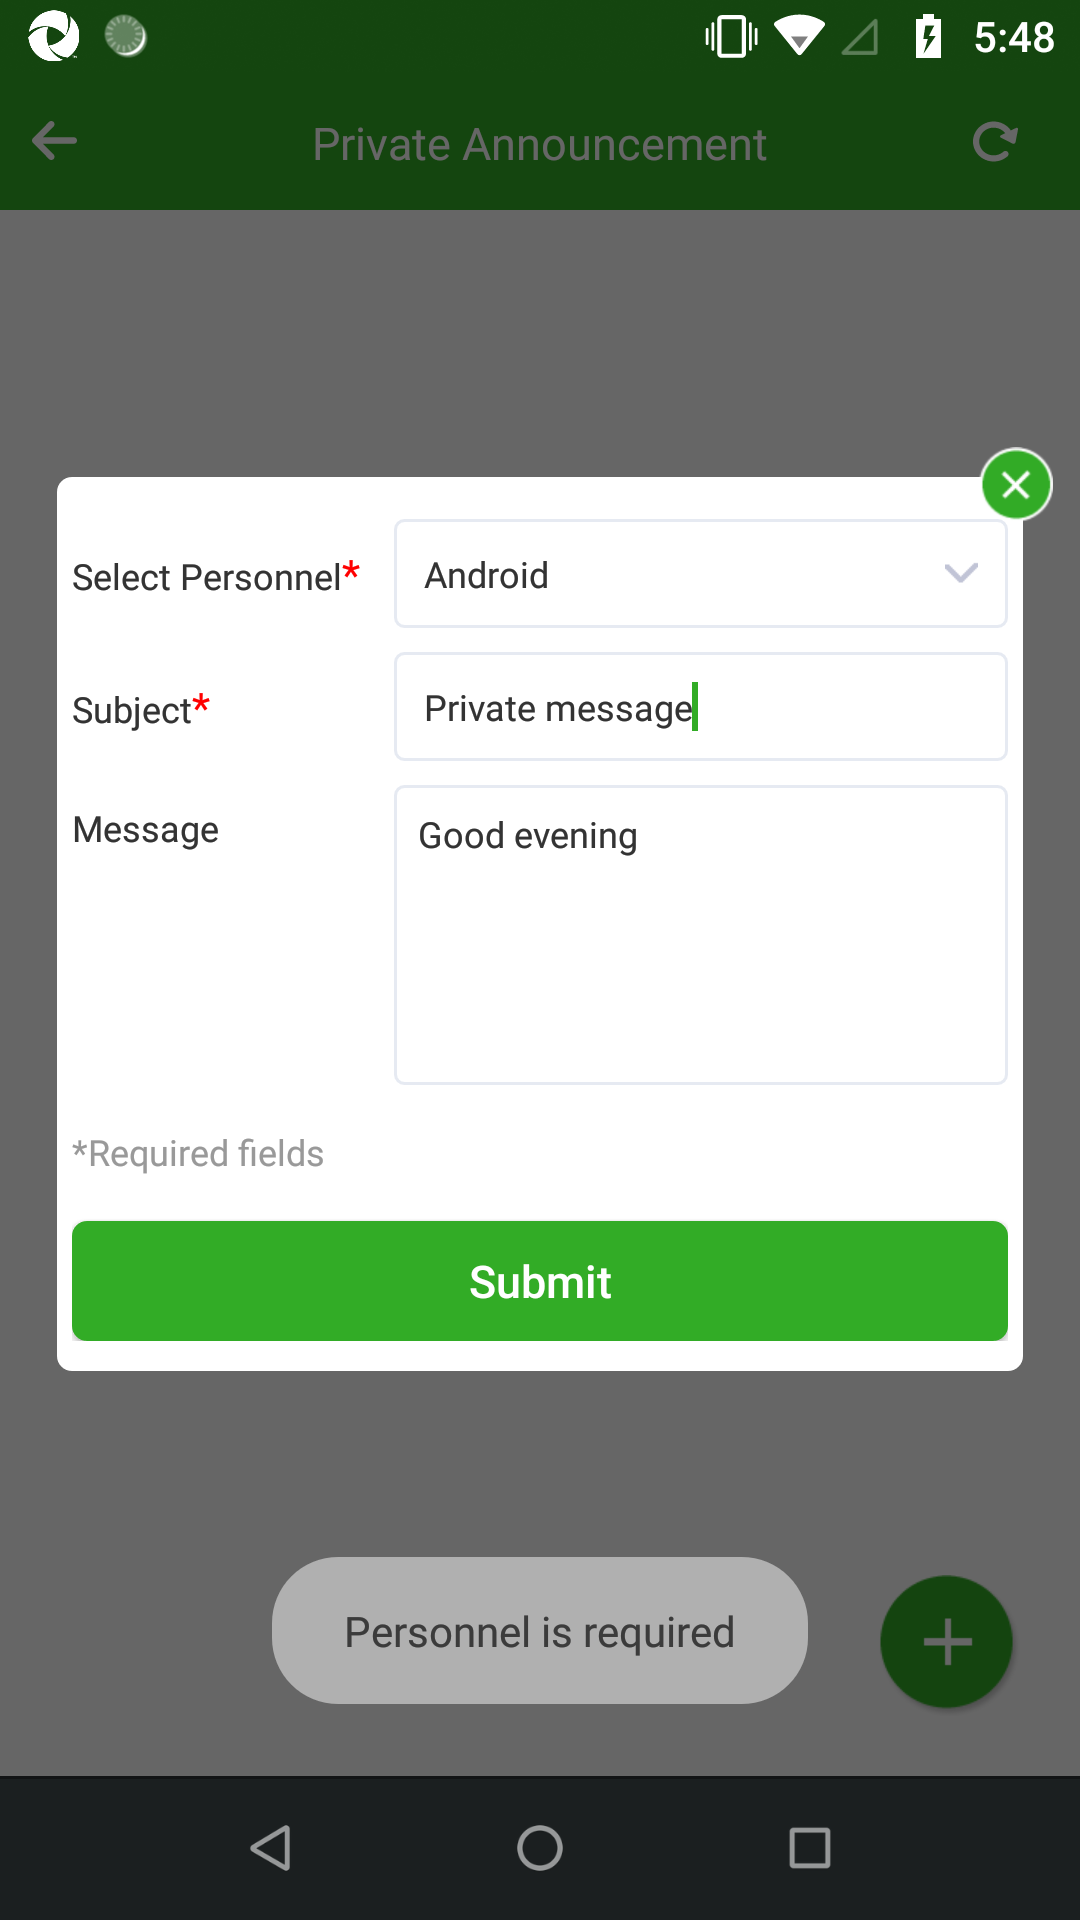 5:48
Private Announcement
Select Personnel* Android
Subject* Private message
Message Good evening
*Required fields
Submit
Personnel is required